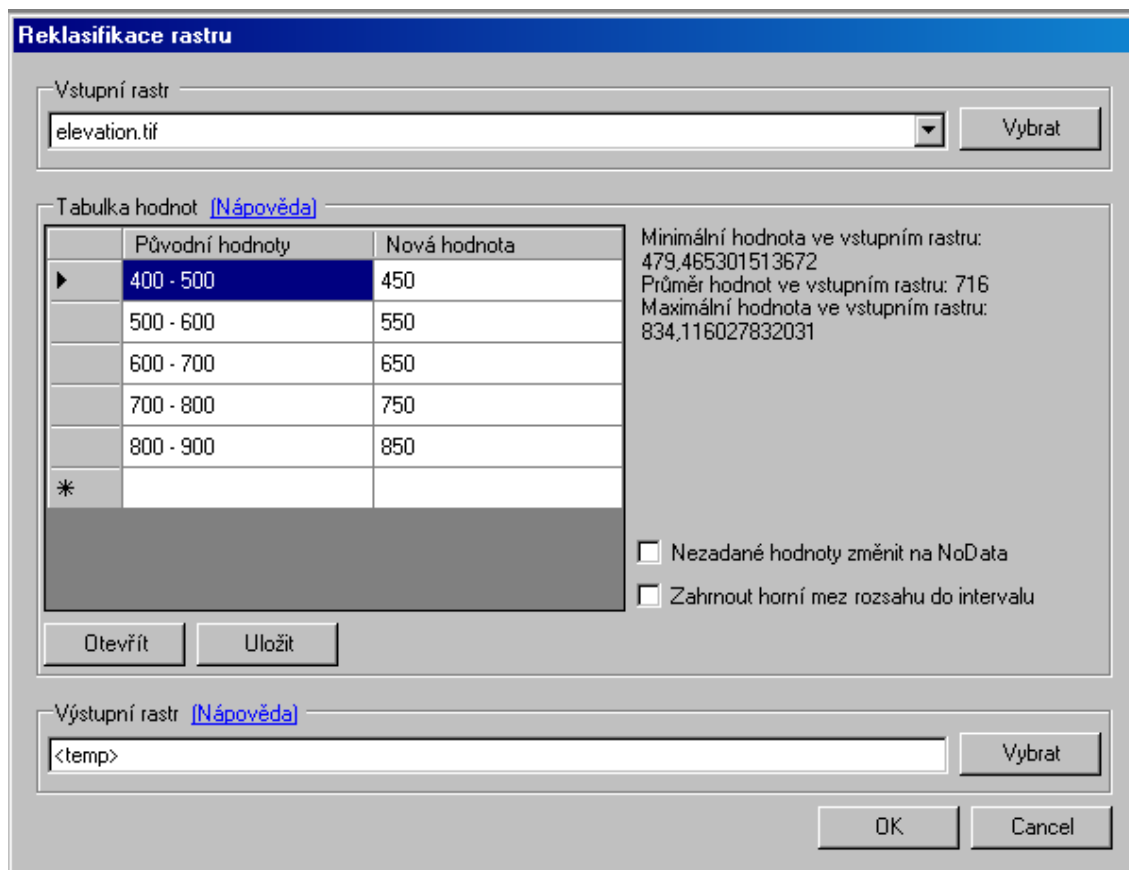 Reklasifikace rastru
Vstupní rastr
elevation.tif
Vybrat
Tabulka hodnot (Nápověda)
Původní hodnoty Nová hodnota
400 - 500 450
500 - 600 550
600 - 700 650
700 - 800 750
800 - 900 850
Minimální hodnota ve vstupním rastru:
479,465301513672
Průměr hodnot ve vstupním rastru: 716
Maximální hodnota ve vstupním rastru:
834,116027832031
Nezadané hodnoty změnit na NoData
Zahrnout horní mez rozsahu do intervalu
Otevřít Uložit
Výstupní rastr (Nápověda)
<temp>
Vybrat
OK Cancel